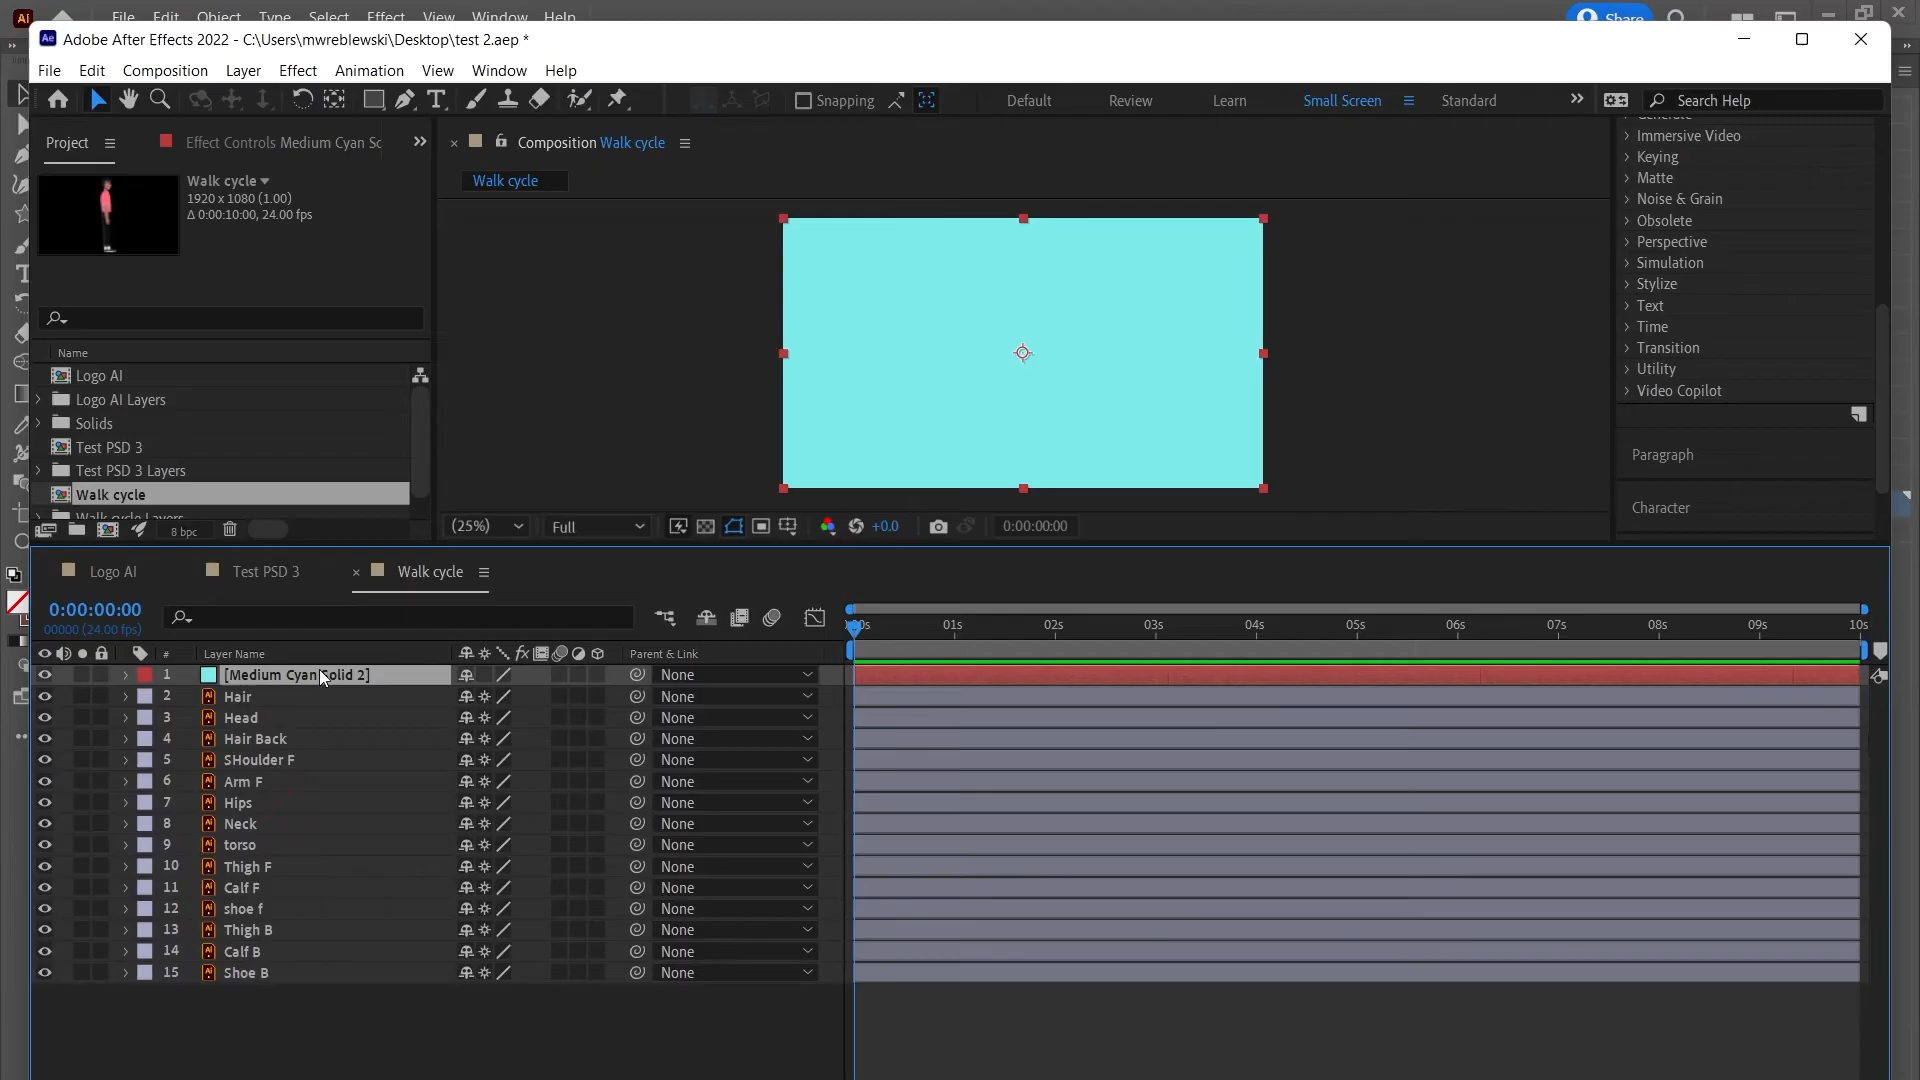 Ai File Edit Object Type Select Effect View Window Help Share
Ae Adobe After Effects 2022 - C:\Users\mwreblewski\Desktop\test 2.aep *
File Edit Composition Layer Effect Animation View Window Help
Snapping Default Review Learn Small Screen Standard Search Help
Project Effect Controls Medium Cyan Sc
Composition Walk cycle
Walk cycle
Walk cycle
1920 x 1080 (1.00)
Δ 0:00:10:00, 24.00 fps
Name
Logo AI
Logo AI Layers
Solids
Test PSD 3
Test PSD 3 Layers
Walk cycle
Walk cycle Layers
8 bpc
(25%) Full +0.0 0:00:00:00
Generate
Immersive Video
Keying
Matte
Noise & Grain
Obsolete
Perspective
Simulation
Stylize
Text
Time
Transition
Utility
Video Copilot
Paragraph
Character
Logo AI Test PSD 3 × Walk cycle
0:00:00:00
00000 (24.00 fps)
01s 02s 03s 04s 05s 06s 07s 08s 09s 10s
# Layer Name fx Parent & Link
1 [Medium Cyan Solid 2] None
2 Hair None
3 Head None
4 Hair Back None
5 SHoulder F None
6 Arm F None
7 Hips None
8 Neck None
9 torso None
10 Thigh F None
11 Calf F None
12 shoe f None
13 Thigh B None
14 Calf B None
15 Shoe B None